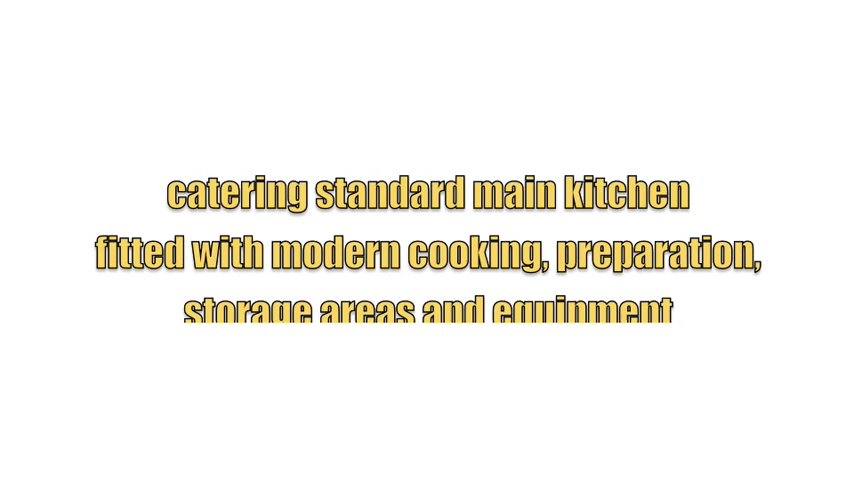 catering standard main kitchen
fitted with modern cooking, preparation,
storage areas and equipment